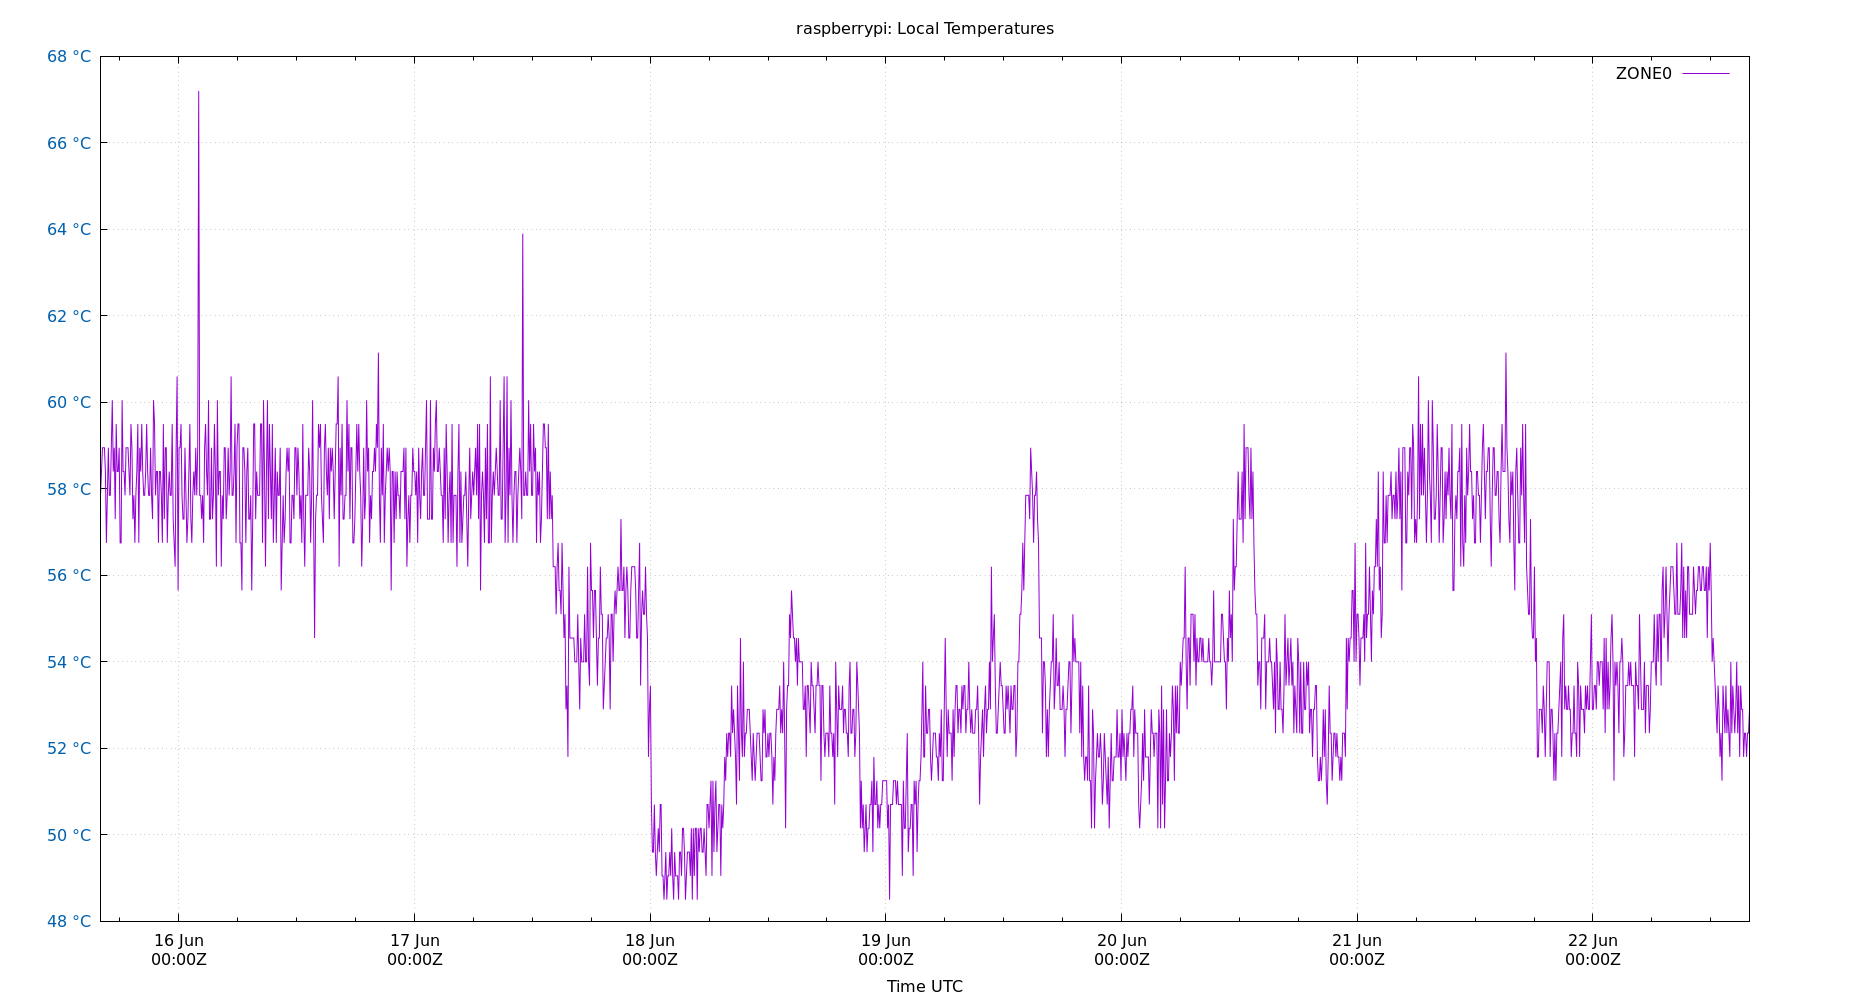 raspberrypi: Local Temperatures
68 °C
ZONE0
66 °C
64 °C
62 °C
60 °C
58 °C
56 °C
54 °C
52 °C
50 °C
48 °C
16 Jun 17 Jun 18 Jun 19 Jun 20 Jun 21 Jun 22 Jun
00:00Z 00:00Z 00:00Z 00:00Z 00:00Z 00:00Z 00:00Z
Time UTC